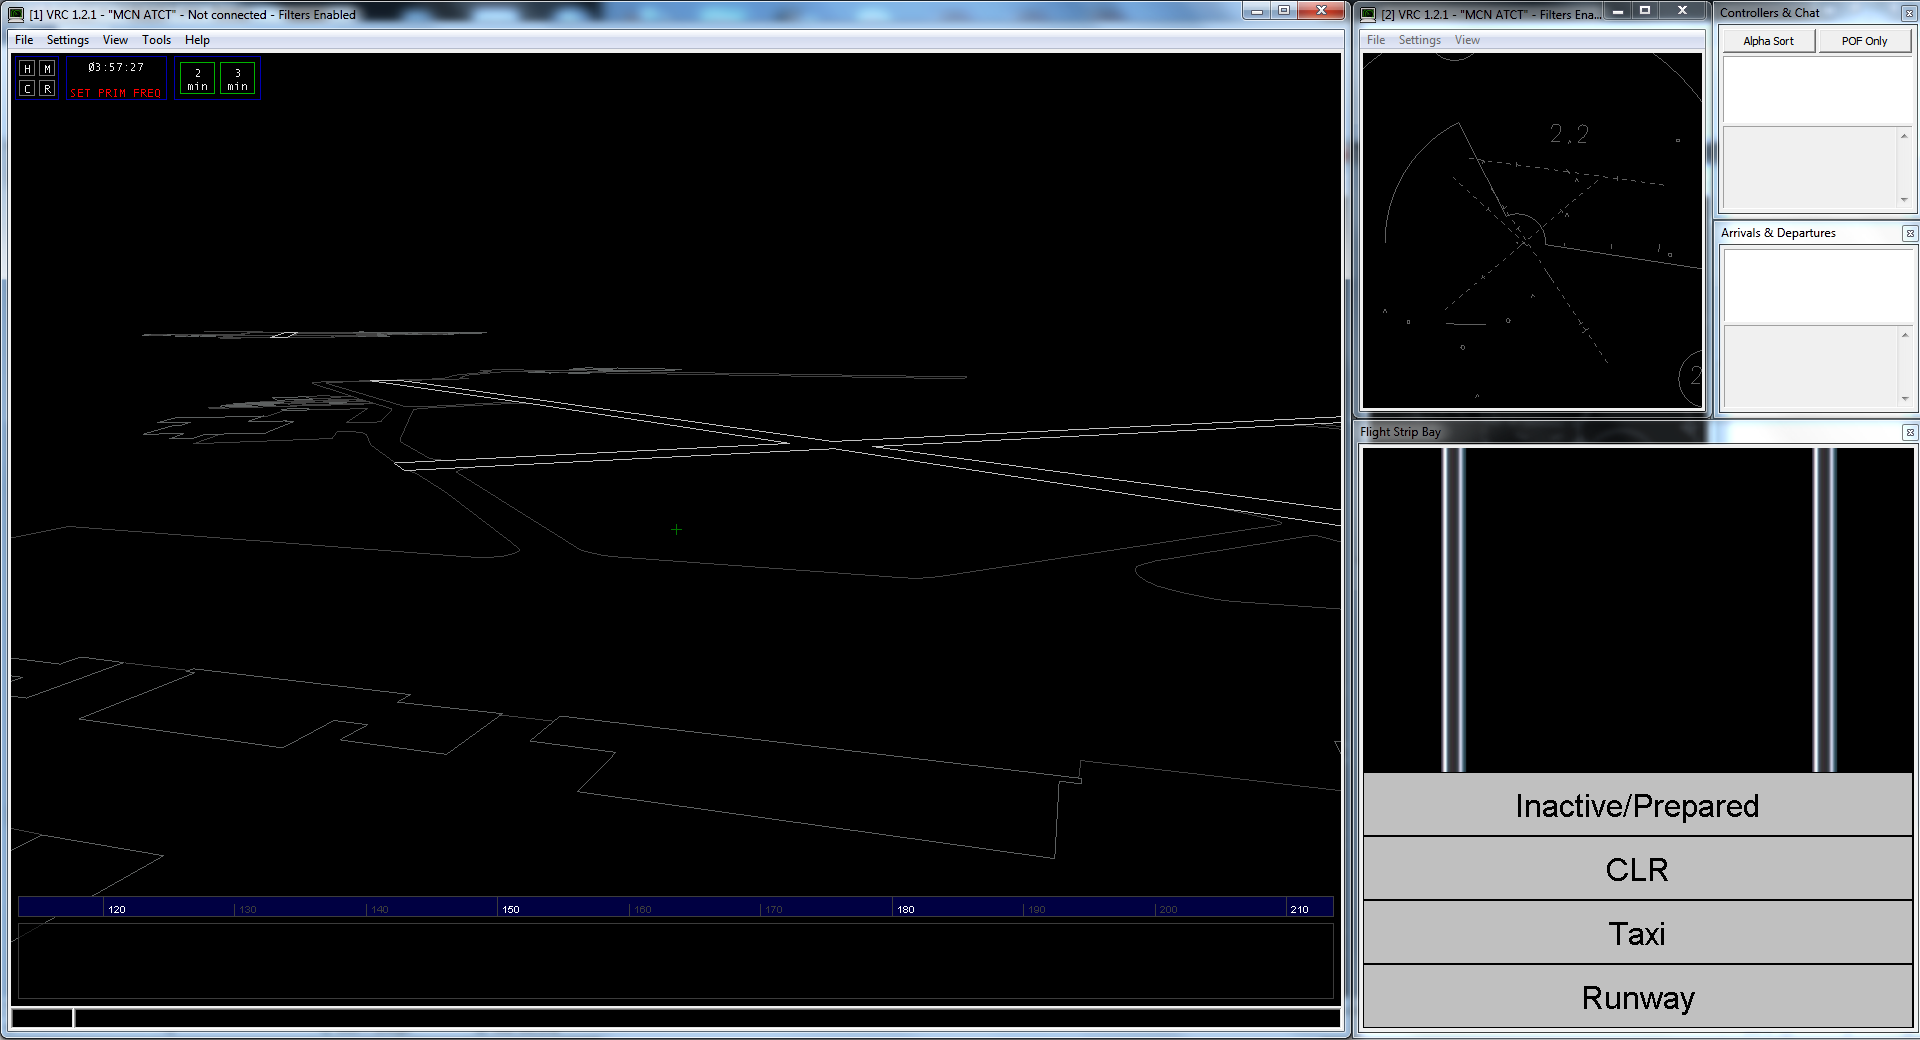 [1] VRC 1.2.1 - "MCN ATCT" - Not connected - Filters Enabled
File Settings View Tools Help
H M
C R
03:57:27
SET PRIM FREQ
2 min
3 min
120 130 140 150 160 170 180 190 200 210
[2] VRC 1.2.1 - "MCN ATCT" - Filters Ena...
File Settings View
2.2
2
Controllers & Chat
Alpha Sort POF Only
Arrivals & Departures
Flight Strip Bay
Inactive/Prepared
CLR
Taxi
Runway